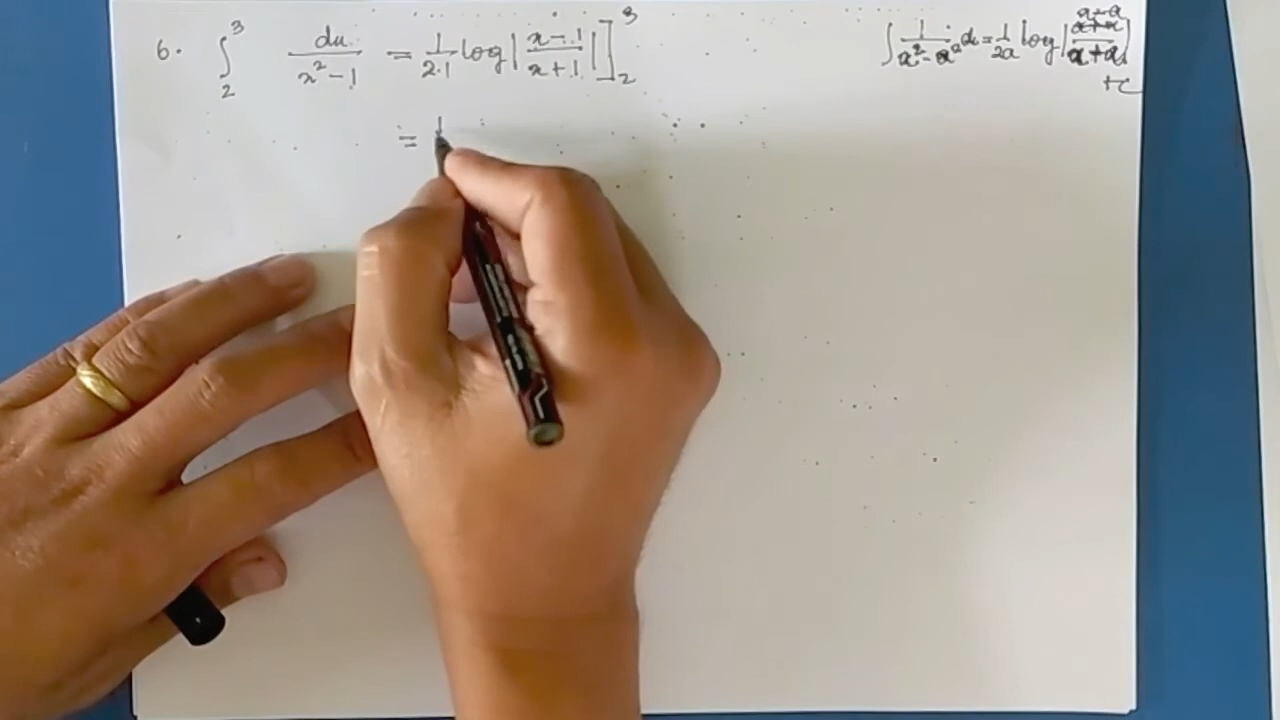 6. ∫₂³ dx/(x²-1) = 1/(2·1) log|(x-1)/(x+1)|]₂³
∫ 1/(x²-a²) dx = 1/2a log|(x-a)/(x+a)| +c
= 1